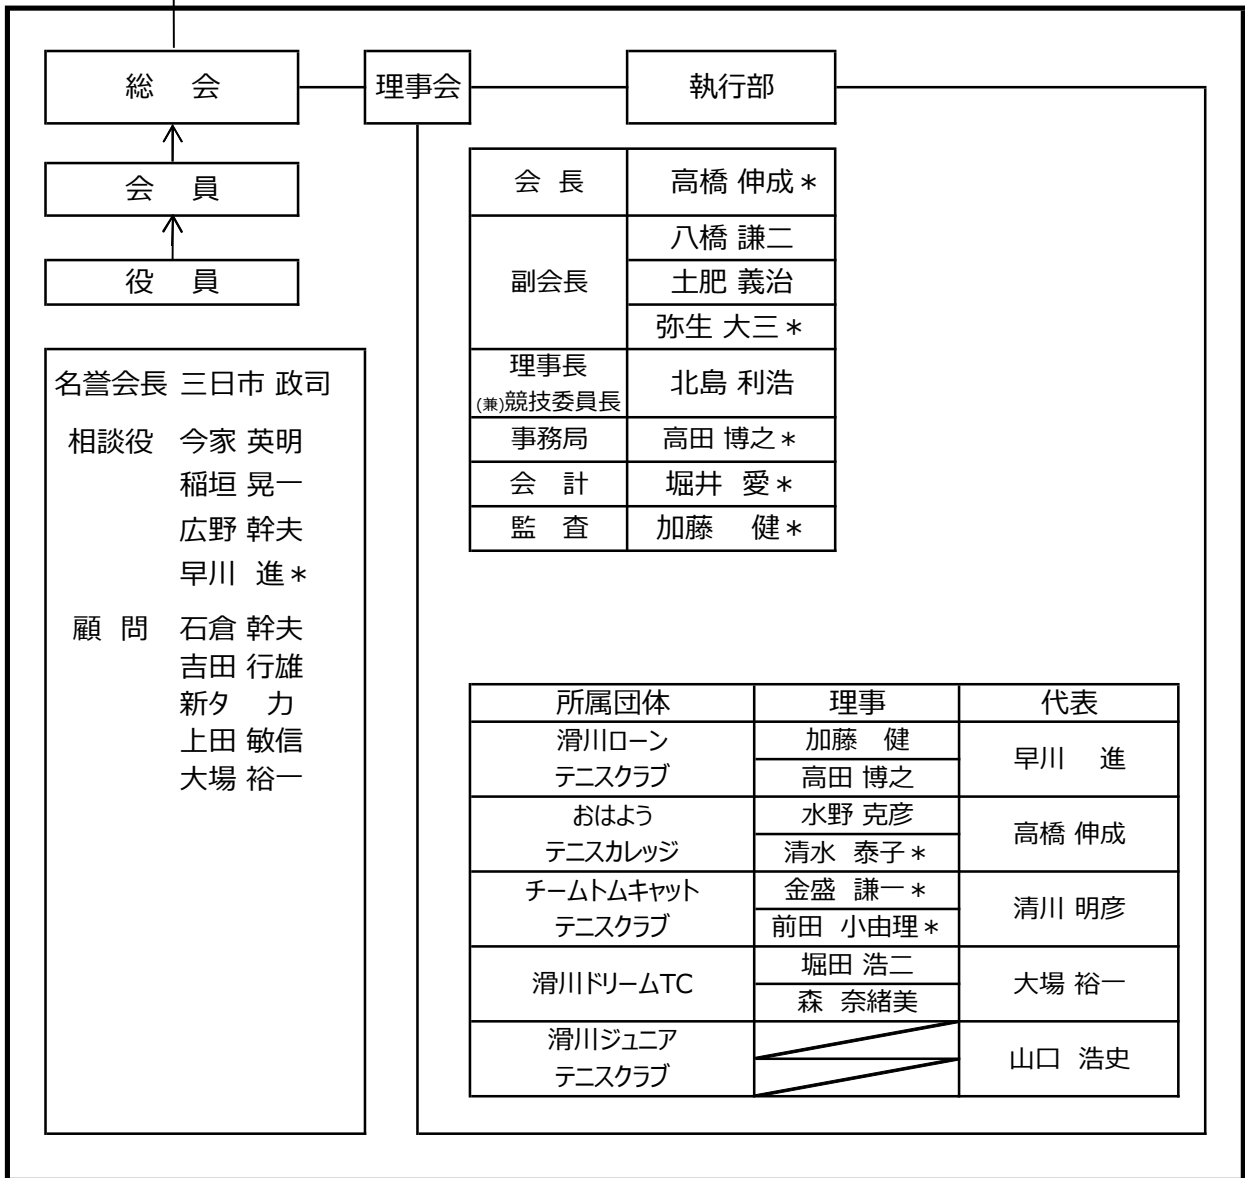 総 会
理事会
執行部
会 員
役 員
名誉会長 三日市 政司
相談役 今家 英明
稲垣 晃一
広野 幹夫
早川 進＊
顧 問 石倉 幹夫
吉田 行雄
新夕 力
上田 敏信
大場 裕一
会 長 高橋 伸成＊
副会長 八橋 謙二
土肥 義治
弥生 大三＊
理事長
(兼)競技委員長 北島 利浩
事務局 高田 博之＊
会 計 堀井 愛＊
監 査 加藤 健＊
所属団体 理事 代表
滑川ローン
テニスクラブ
加藤 健
高田 博之
早川 進
おはよう
テニスカレッジ
水野 克彦
清水 泰子＊
高橋 伸成
チームトムキャット
テニスクラブ
金盛 謙一＊
前田 小由理＊
清川 明彦
滑川ドリームTC
堀田 浩二
森 奈緒美
大場 裕一
滑川ジュニア
テニスクラブ
山口 浩史